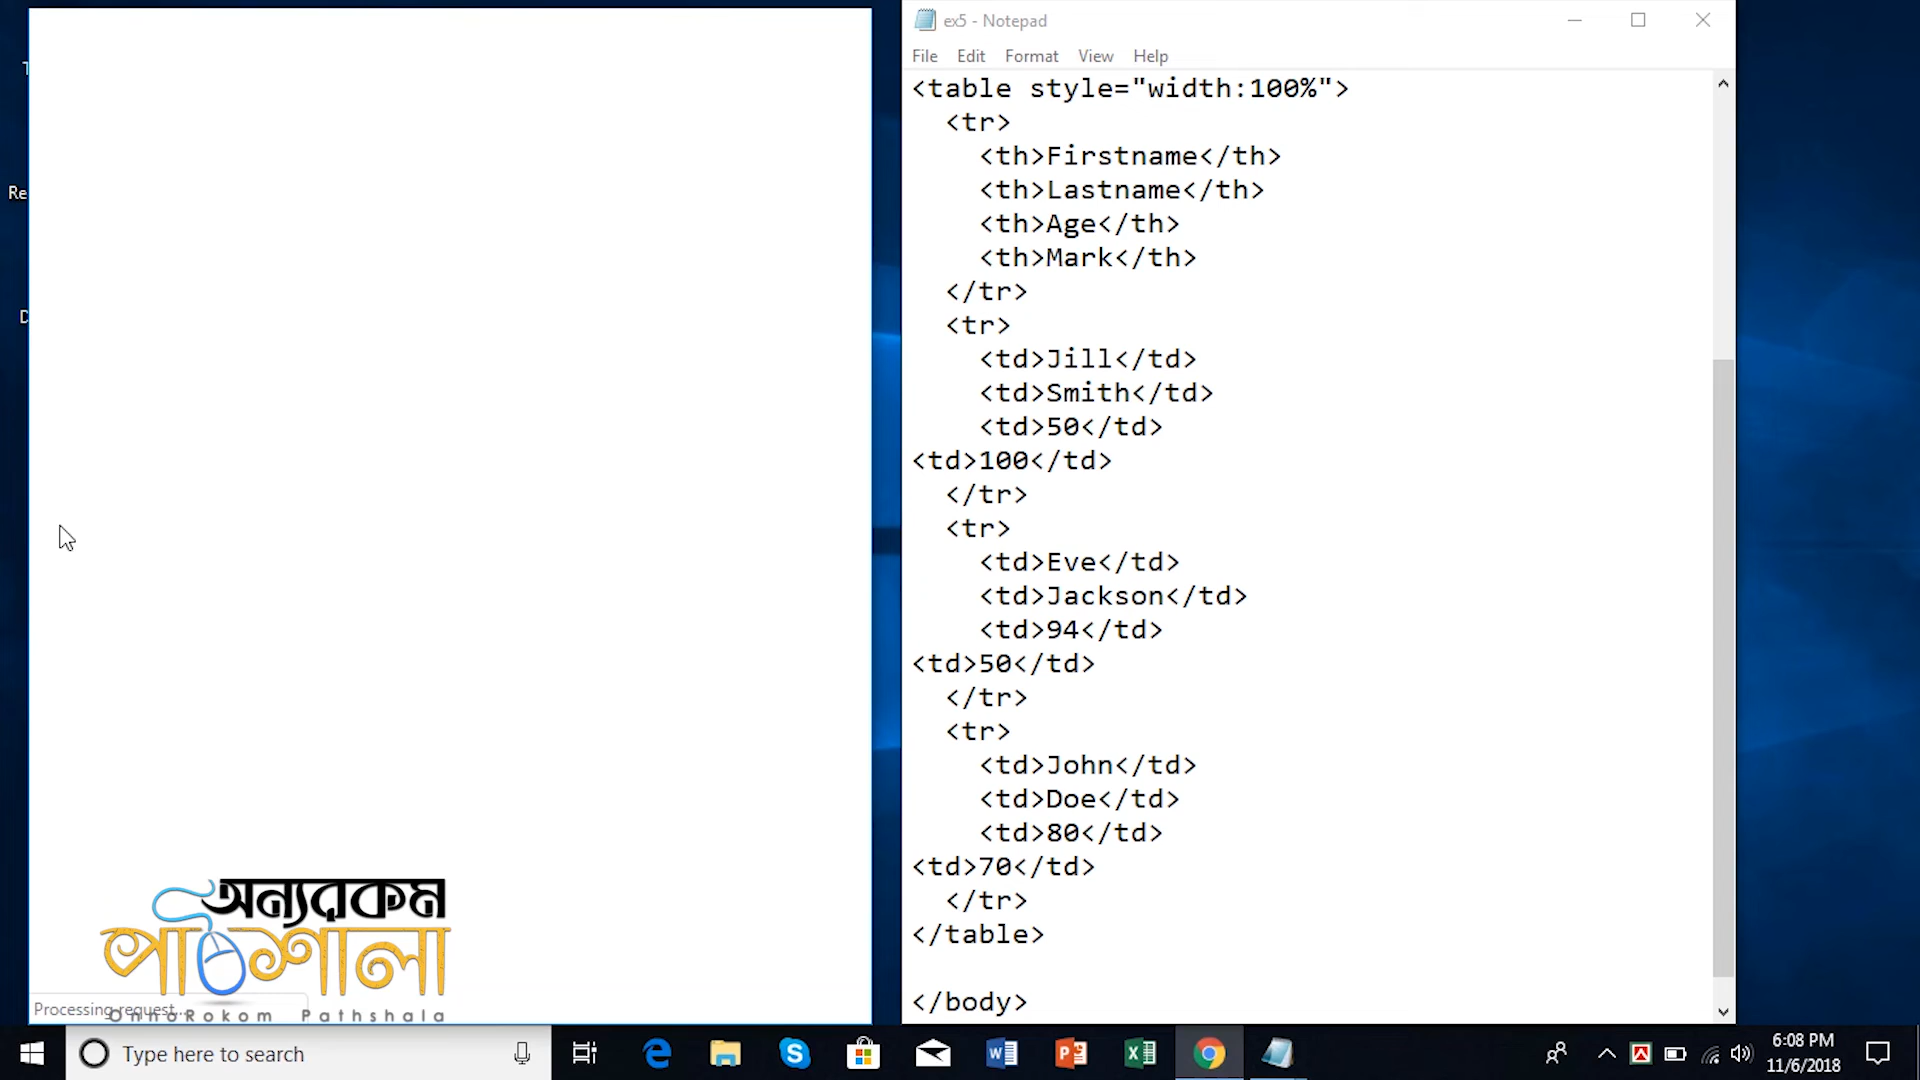 ex5 - Notepad
File Edit Format View Help
<table style="width:100%">
<tr>
<th>Firstname</th>
<th>Lastname</th>
<th>Age</th>
<th>Mark</th>
</tr>
<tr>
<td>Jill</td>
<td>Smith</td>
<td>50</td>
<td>100</td>
</tr>
<tr>
<td>Eve</td>
<td>Jackson</td>
<td>94</td>
<td>50</td>
</tr>
<tr>
<td>John</td>
<td>Doe</td>
<td>80</td>
<td>70</td>
</tr>
</table>
</body>
Re
অন্যরকম
পাঠশালা
Processing request...
OnnoRokom Pathshala
Type here to search
6:08 PM
11/6/2018